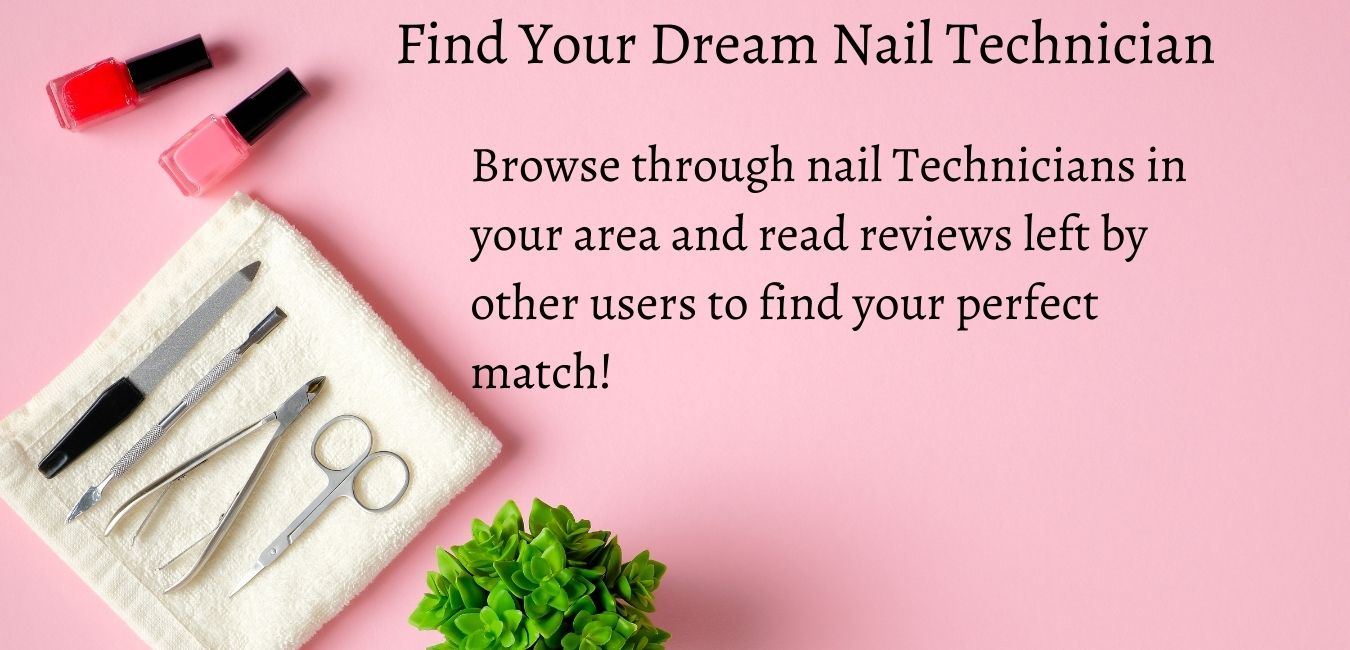 Find Your Dream Nail Technician
Browse through nail Technicians in
your area and read reviews left by
other users to find your perfect
match!